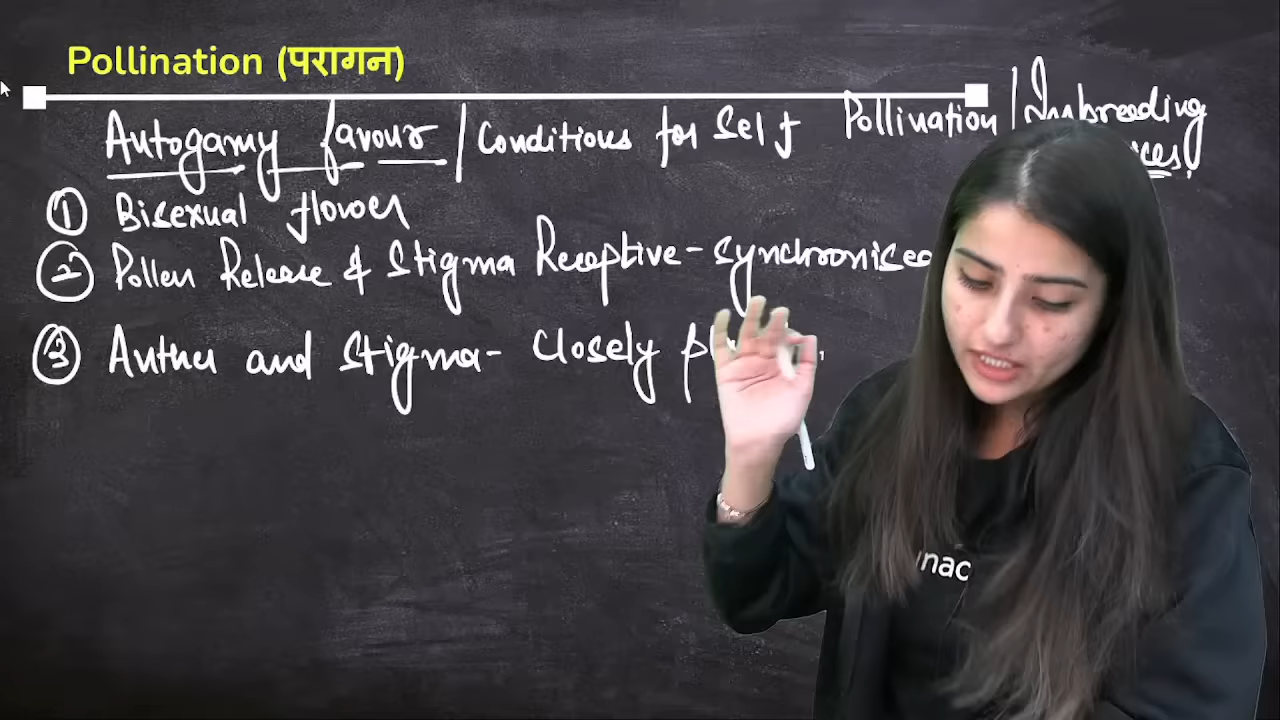 Pollination (परागन)
Autogamy favour / Conditions for Self Pollination / Inbreeding
① Bisexual flower
② Pollen Release & Stigma Receptive - synchronised
③ Anther and Stigma - Closely
unac